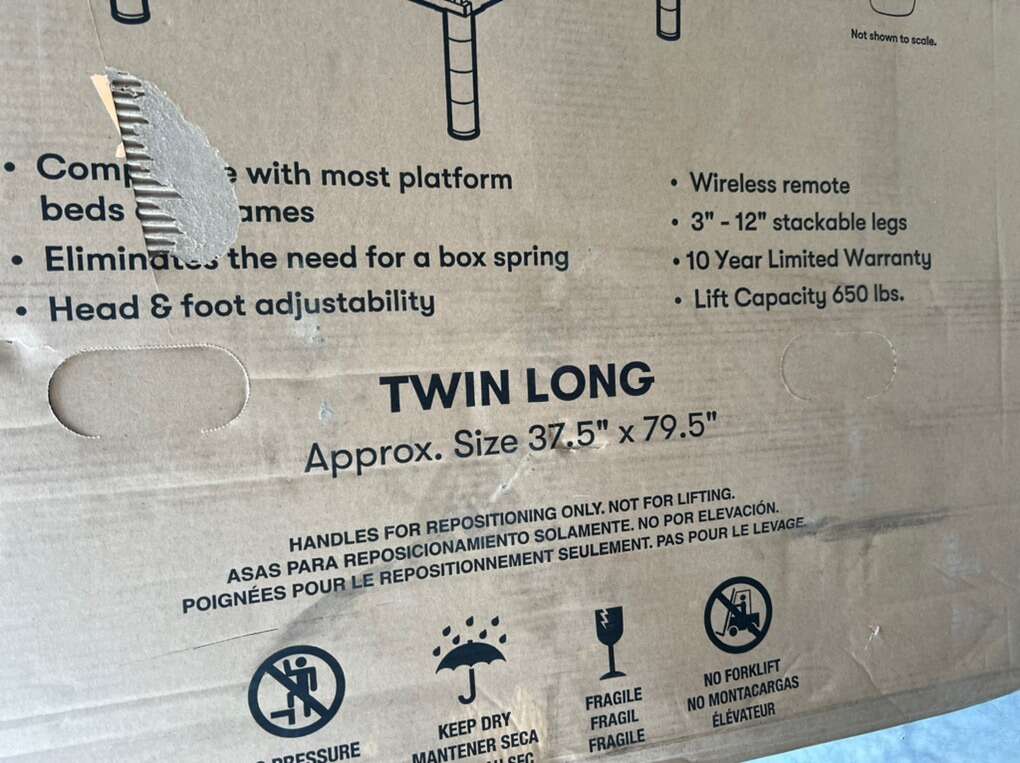 Not shown to scale.
• with most platform
beds
• Eliminates the need for a box spring
• Head & foot adjustability
• Wireless remote
• 3" - 12" stackable legs
• 10 Year Limited Warranty
• Lift Capacity 650 lbs.
TWIN LONG
Approx. Size 37.5" x 79.5"
HANDLES FOR REPOSITIONING ONLY. NOT FOR LIFTING.
ASAS PARA REPOSICIONAMIENTO SOLAMENTE. NO POR ELEVACIÓN.
POIGNÉES POUR LE REPOSITIONNEMENT SEULEMENT. PAS POUR LE LEVAGE.
PRESSURE
KEEP DRY
MANTENER SECA
SEC
FRAGILE
FRAGIL
FRAGILE
NO FORKLIFT
NO MONTACARGAS
ÉLÉVATEUR